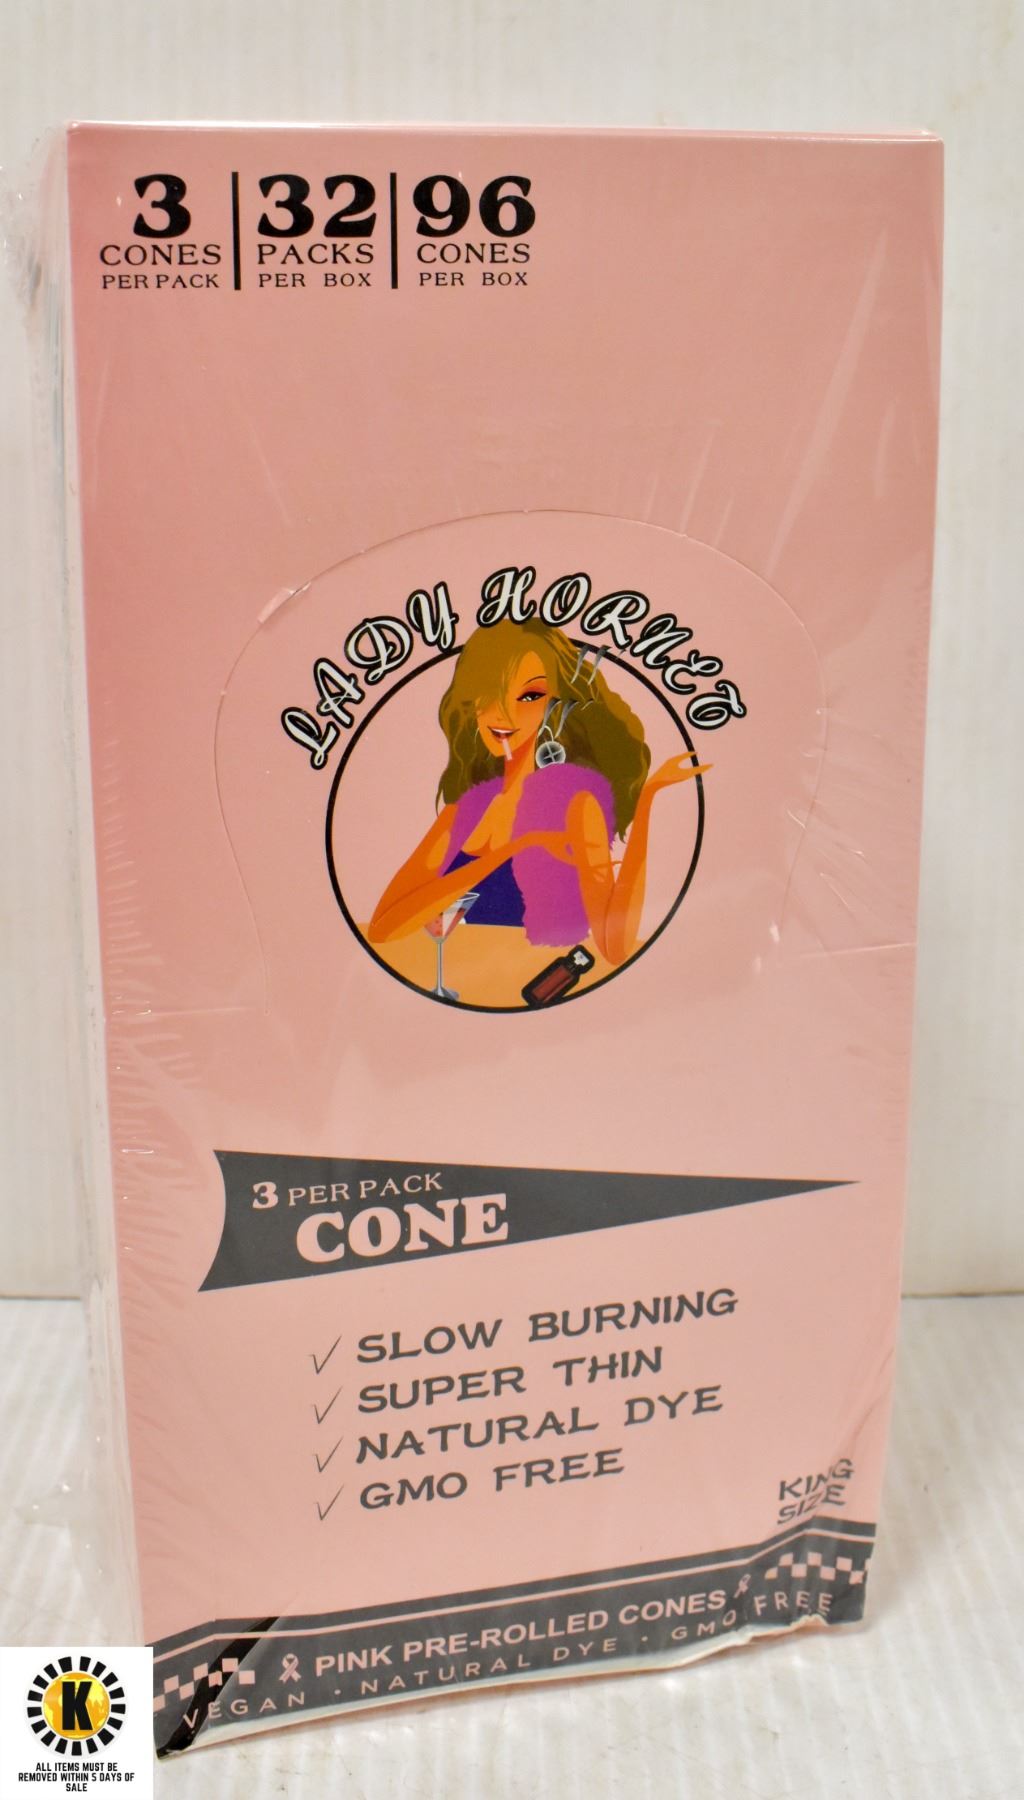 3 32 96
CONES PACKS CONES
PER PACK PER BOX PER BOX
LADY HORNET
3 PER PACK
CONE
✓ SLOW BURNING
✓ SUPER THIN
✓ NATURAL DYE
✓ GMO FREE
KING
SIZE
PINK PRE-ROLLED CONES
VEGAN · NATURAL DYE · GMO FREE
K
ALL ITEMS MUST BE
REMOVED WITHIN 5 DAYS OF
SALE